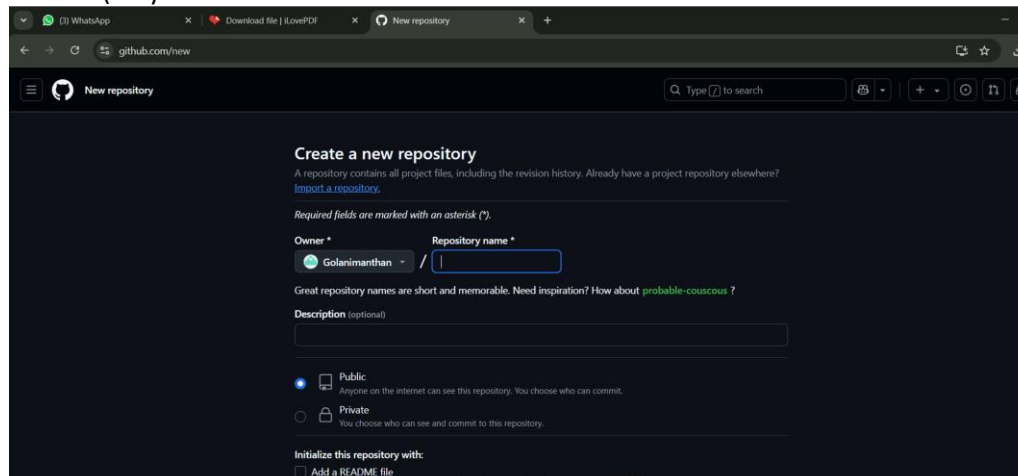 (3) WhatsApp
Download file | iLovePDF
New repository
github.com/new
New repository
Type / to search
Create a new repository
A repository contains all project files, including the revision history. Already have a project repository elsewhere?
Import a repository.
Required fields are marked with an asterisk (*).
Owner * Repository name *
Golanimanthan /
Great repository names are short and memorable. Need inspiration? How about probable-couscous ?
Description (optional)
Public
Anyone on the internet can see this repository. You choose who can commit.
Private
You choose who can see and commit to this repository.
Initialize this repository with:
Add a README file